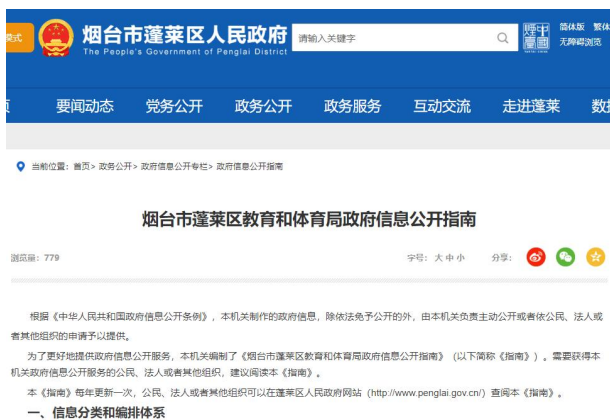 模式
烟台市蓬莱区人民政府
The People's Government of Penglai District
请输入关键字
简体版 繁体
无障碍浏览
页 要闻动态 党务公开 政务公开 政务服务 互动交流 走进蓬莱 数据
当前位置：首页> 政务公开> 政府信息公开专栏> 政府信息公开指南
烟台市蓬莱区教育和体育局政府信息公开指南
浏览量：779 字号：大 中 小 分享：
根据《中华人民共和国政府信息公开条例》，本机关制作的政府信息，除依法免予公开的外，由本机关负责主动公开或者依公民、法人或
者其他组织的申请予以提供。
为了更好地提供政府信息公开服务，本机关编制了《烟台市蓬莱区教育和体育局政府信息公开指南》（以下简称《指南》）。需要获得本
机关政府信息公开服务的公民、法人或者其他组织，建议阅读本《指南》。
本《指南》每年更新一次，公民、法人或者其他组织可以在蓬莱区人民政府网站（http://www.penglai.gov.cn/）查阅本《指南》。
一、信息分类和编排体系